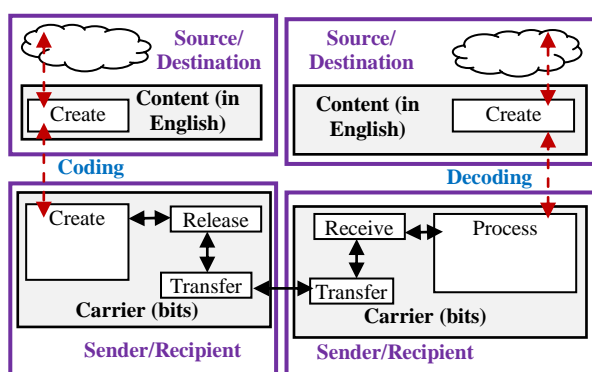 Source/
Destination
Content (in
English)
Create
Coding
Create
Release
Transfer
Carrier (bits)
Sender/Recipient
Source/
Destination
Content (in
English)
Create
Decoding
Receive
Process
Transfer
Carrier (bits)
Sender/Recipient